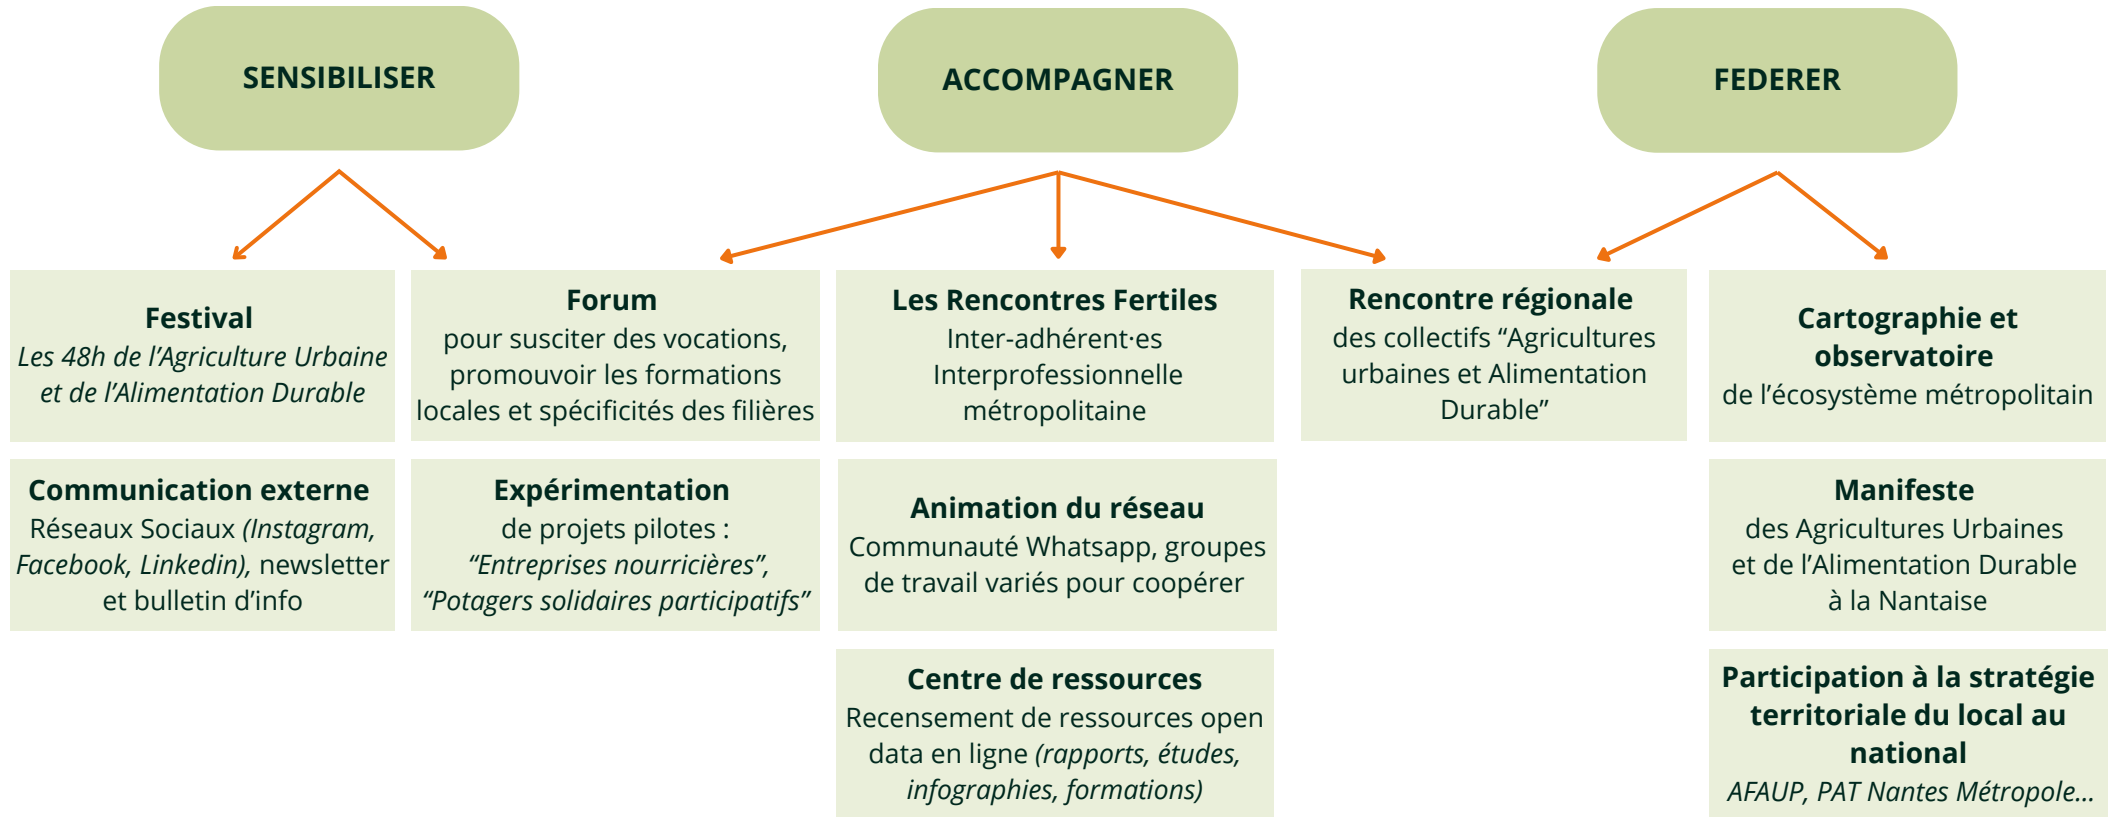 SENSIBILISER
ACCOMPAGNER
FEDERER
Festival
Les 48h de l’Agriculture Urbaine
et de l’Alimentation Durable
Forum
pour susciter des vocations,
promouvoir les formations
locales et spécificités des filières
Les Rencontres Fertiles
Inter-adhérent·es
Interprofessionnelle
métropolitaine
Rencontre régionale
des collectifs “Agricultures
urbaines et Alimentation
Durable”
Cartographie et
observatoire
de l’écosystème métropolitain
Communication externe
Réseaux Sociaux (Instagram,
Facebook, Linkedin), newsletter
et bulletin d’info
Expérimentation
de projets pilotes :
“Entreprises nourricières”,
“Potagers solidaires participatifs”
Animation du réseau
Communauté Whatsapp, groupes
de travail variés pour coopérer
Manifeste
des Agricultures Urbaines
et de l’Alimentation Durable
à la Nantaise
Centre de ressources
Recensement de ressources open
data en ligne (rapports, études,
infographies, formations)
Participation à la stratégie
territoriale du local au
national
AFAUP, PAT Nantes Métropole...